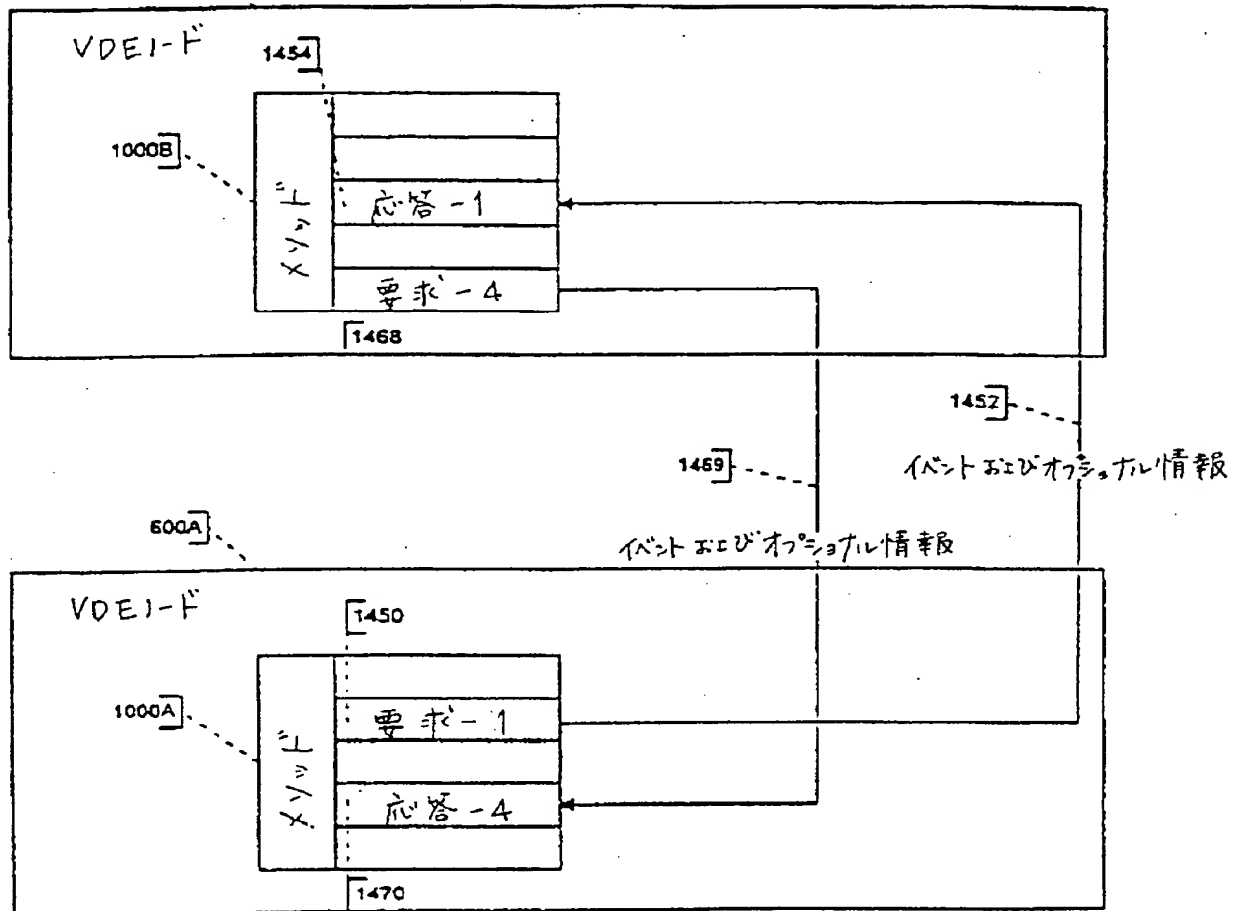 VDEノード
1454
1000B
メソッド
応答-1
要求-4
1468
1452
イベントおよびオプショナル情報
1469
600A
イベントおよびオプショナル情報
VDEノード
1450
1000A
メソッド
要求-1
応答-4
1470